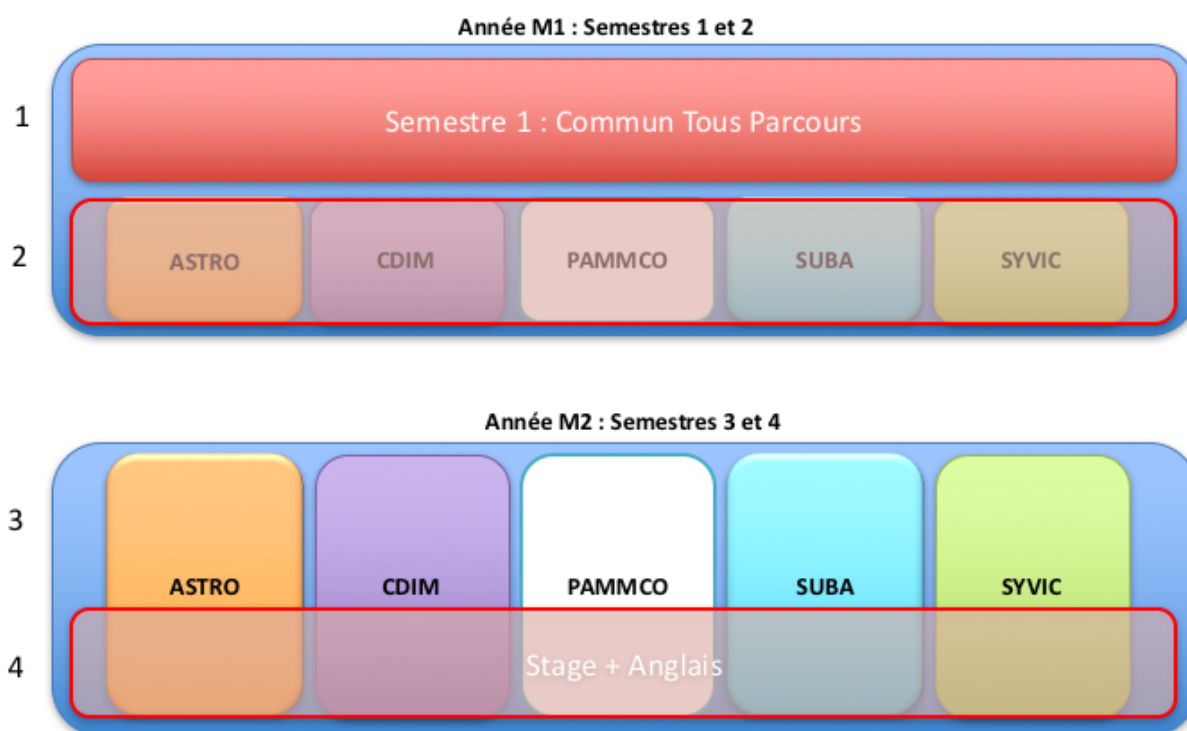 Année M1 : Semestres 1 et 2
1
Semestre 1 : Commun Tous Parcours
2
ASTRO
CDIM
PAMMCO
SUBA
SYVIC
Année M2 : Semestres 3 et 4
3
ASTRO
CDIM
PAMMCO
SUBA
SYVIC
4
Stage + Anglais